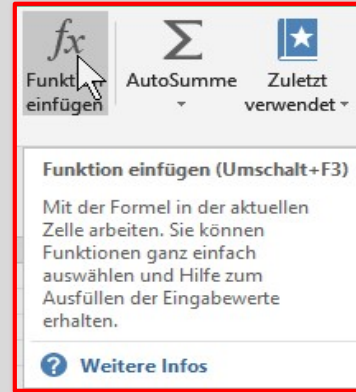 fx
Funkt
einfügen
AutoSumme
Zuletzt
verwendet
Funktion einfügen (Umschalt+F3)
Mit der Formel in der aktuellen
Zelle arbeiten. Sie können
Funktionen ganz einfach
auswählen und Hilfe zum
Ausfüllen der Eingabewerte
erhalten.
? Weitere Infos